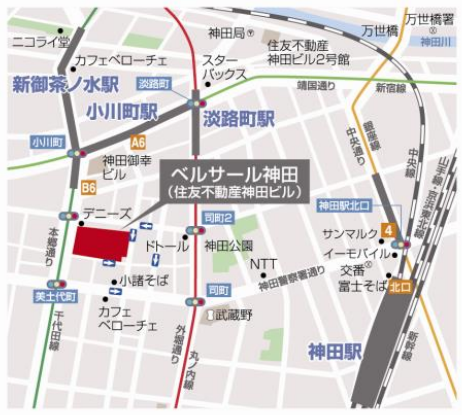 ニコライ堂
カフェベローチェ
神田局
万世橋
万世橋署
神田川
住友不動産
神田ビル2号館
スター
バックス
新御茶ノ水駅
淡路町
靖国通り
新宿線
小川町駅
淡路町駅
小川町
A6
神田御幸
ビル
銀座線
中央通り
中央線
山手線・京浜東北線
ベルサール神田
(住友不動産神田ビル)
B6
デニーズ
司町2
神田駅北口
本郷通り
ドトール
神田公園
サンマルク
4
イーモバイル
NTT
交番
神田警察署通り
富士そば
北口
小諸そば
美土代町
司町
カフェ
ベローチェ
武蔵野
神田駅
千代田線
外堀通り
丸ノ内線
新幹線